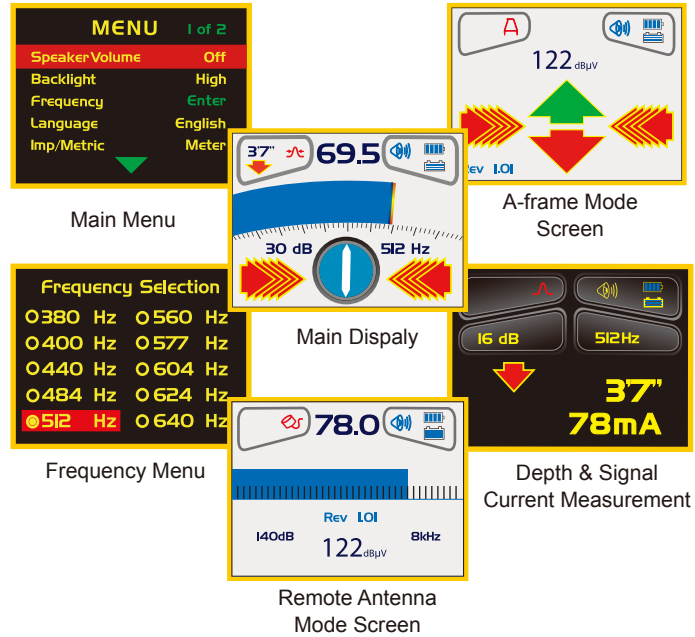 MENU 1 of 2
Speaker Volume Off
Backlight High
Frequency Enter
Language English
Imp/Metric Meter
Main Menu
122 dBµV
Rev 1.01
A-frame Mode
Screen
3'7" 69.5
30 dB 512 Hz
Main Dispaly
Frequency Selection
380 Hz 560 Hz
400 Hz 577 Hz
440 Hz 604 Hz
484 Hz 624 Hz
512 Hz 640 Hz
Frequency Menu
16 dB 512Hz
3'7"
78mA
Depth & Signal
Current Measurement
78.0
Rev 1.01
140dB 8kHz
122 dBµV
Remote Antenna
Mode Screen